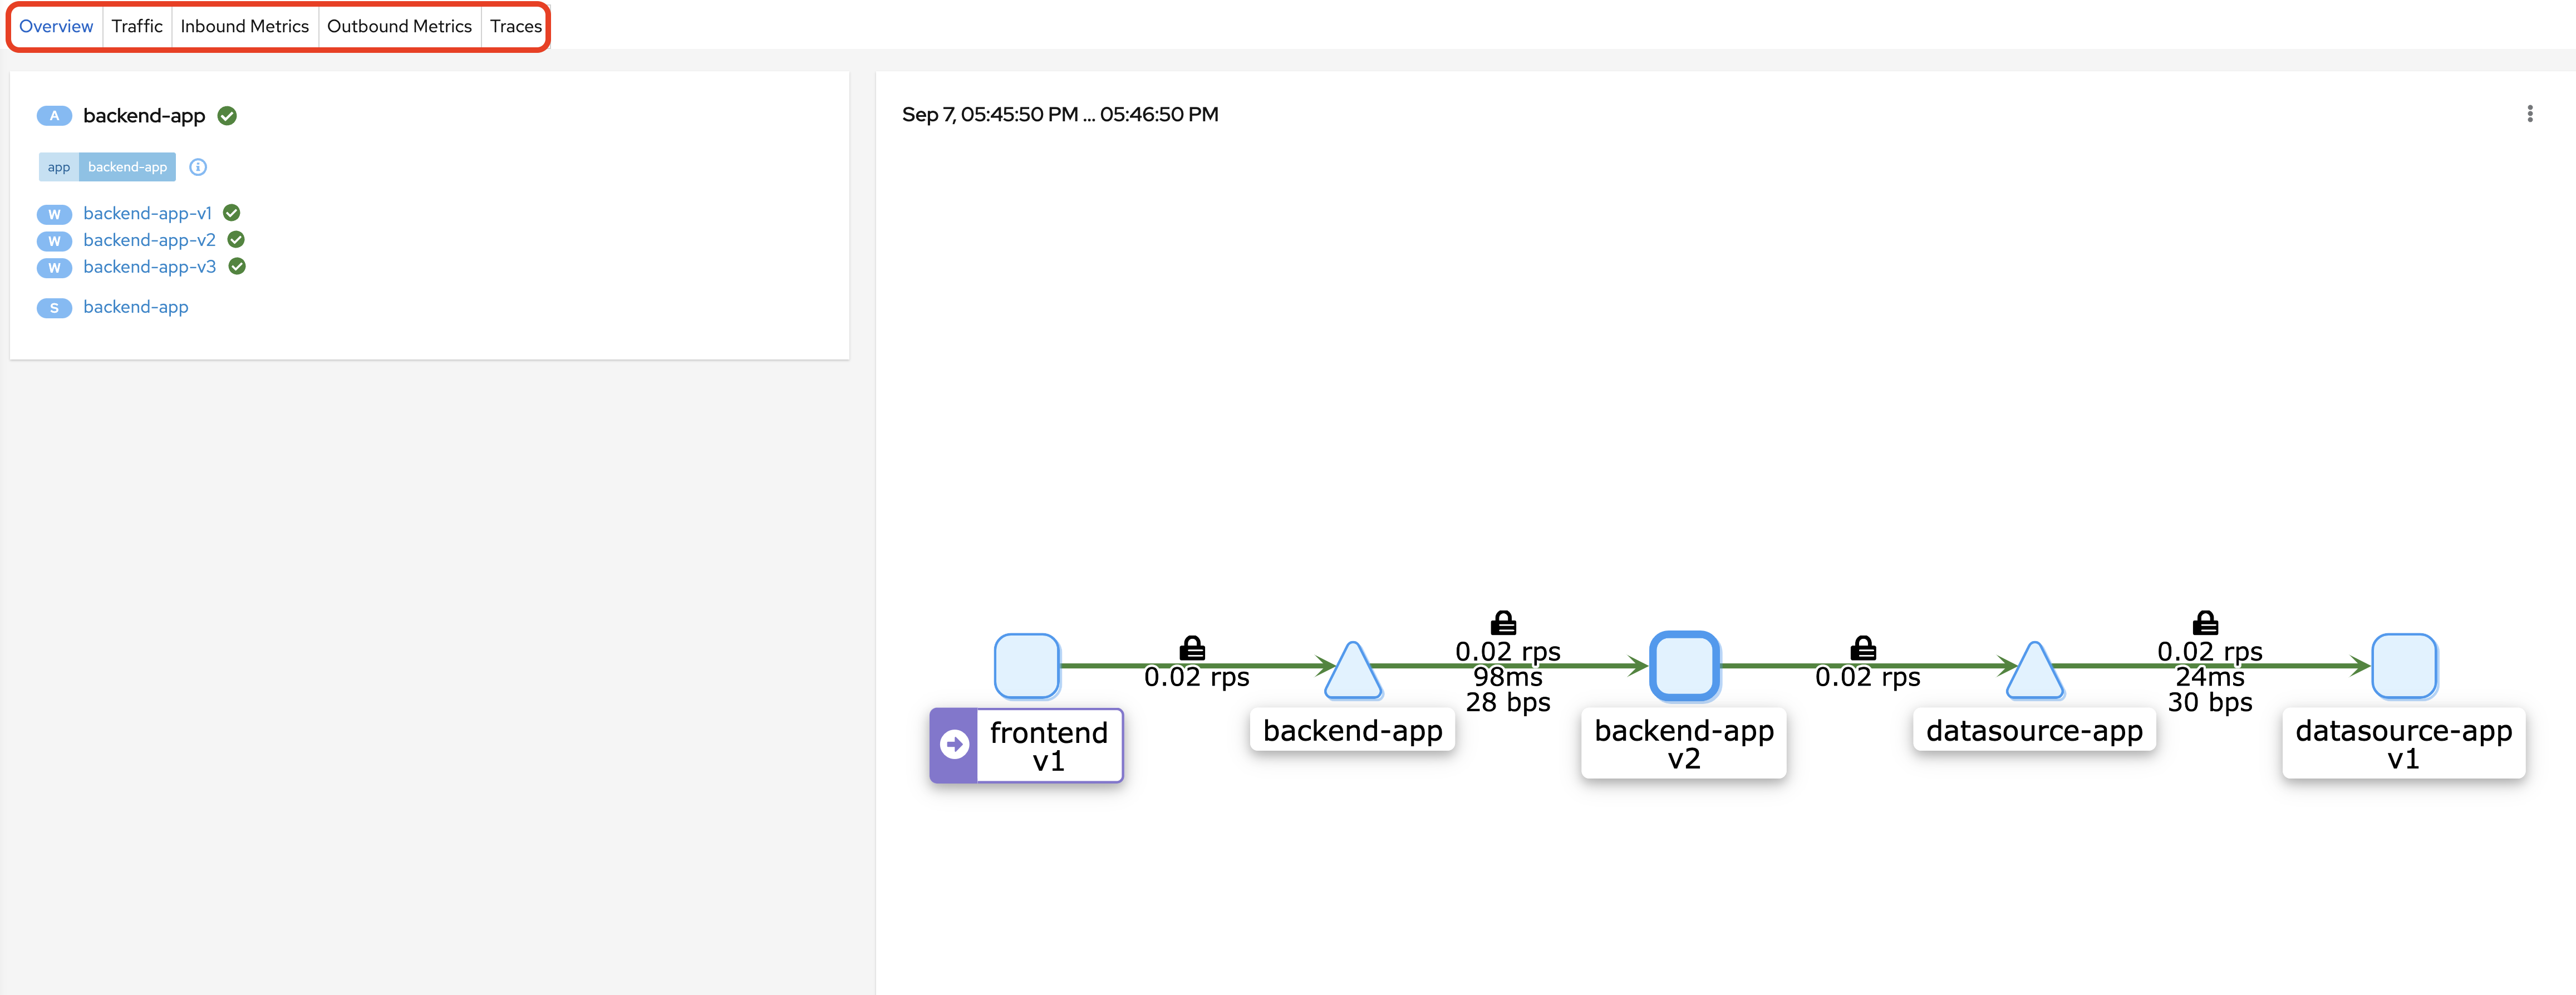 Overview Traffic Inbound Metrics Outbound Metrics Traces
A backend-app
app backend-app
W backend-app-v1
W backend-app-v2
W backend-app-v3
S backend-app
Sep 7, 05:45:50 PM ... 05:46:50 PM
0.02 rps
0.02 rps
98ms
28 bps
0.02 rps
0.02 rps
24ms
30 bps
frontend
v1
backend-app
backend-app
v2
datasource-app
datasource-app
v1